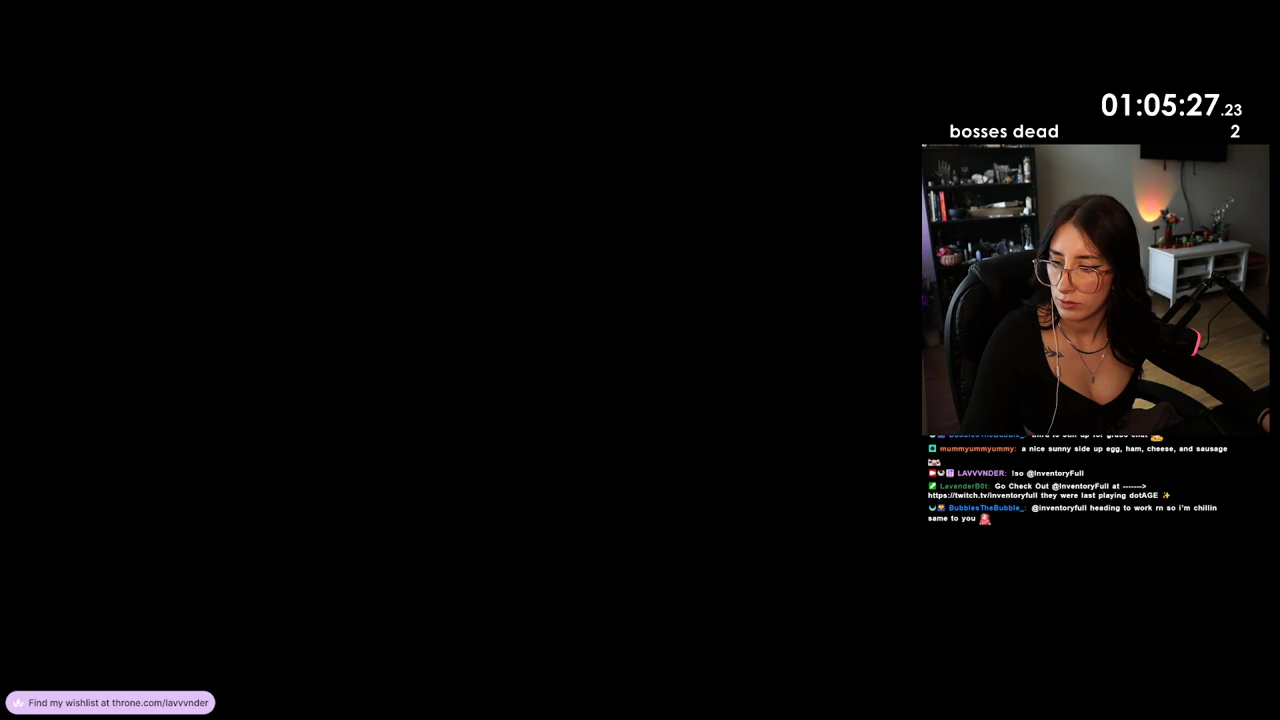 01:05:27.23
bosses dead 2
mummyummyummy: a nice sunny side up egg, ham, cheese, and sausage
LAVVVNDER: !so @InventoryFull
LavenderB0t: Go Check Out @InventoryFull at ------->
https://twitch.tv/inventoryfull they were last playing dotAGE
BubblesTheBubble_: @inventoryfull heading to work rn so i'm chillin
same to you
Find my wishlist at throne.com/lavvvnder